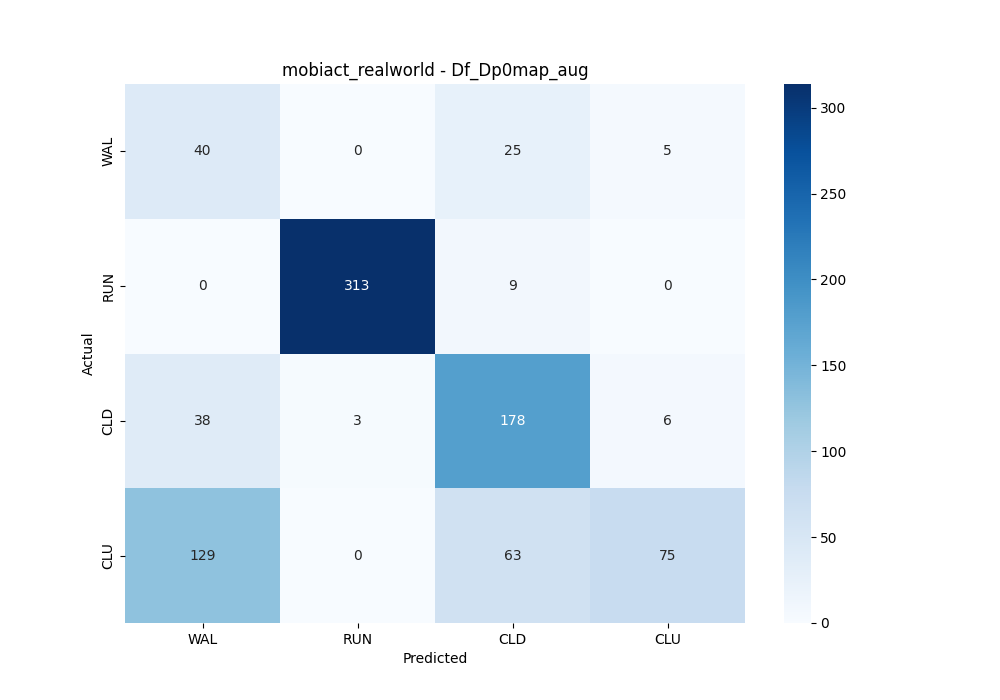 mobiact_realworld - Df_Dp0map_aug
Actual
WAL 40 0 25 5
RUN 0 313 9 0
CLD 38 3 178 6
CLU 129 0 63 75
WAL RUN CLD CLU
Predicted
300
250
200
150
100
50
0